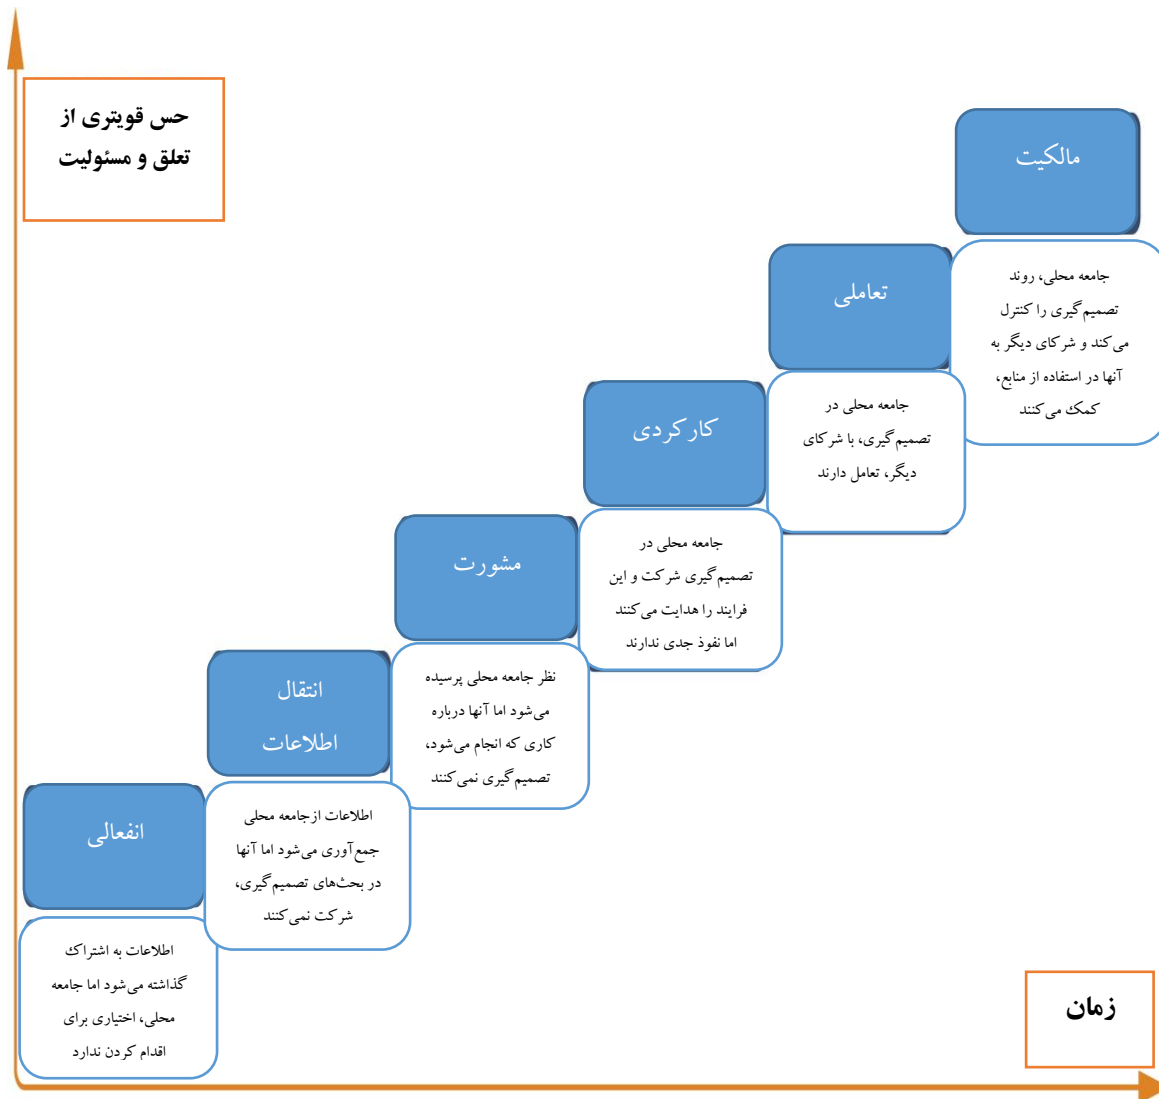 حس قویتری از
تعلق و مسئولیت
مالکیت
جامعه محلی، روند
تصمیم‌گیری را کنترل
می‌کند و شرکای دیگر به
آنها در استفاده از منابع،
کمک می‌کنند
تعاملی
جامعه محلی در
تصمیم‌گیری، با شرکای
دیگر، تعامل دارند
کارکردی
جامعه محلی در
تصمیم‌گیری شرکت و این
فرایند را هدایت می‌کنند
اما نفوذ جدی ندارند
مشورت
نظر جامعه محلی پرسیده
می‌شود اما آنها درباره
کاری که انجام می‌شود،
تصمیم‌گیری نمی‌کنند
انتقال
اطلاعات
اطلاعات ازجامعه محلی
جمع‌آوری می‌شود اما آنها
در بحث‌های تصمیم‌گیری،
شرکت نمی‌کنند
انفعالی
اطلاعات به اشتراک
گذاشته می‌شود اما جامعه
محلی، اختیاری برای
اقدام کردن ندارد
زمان